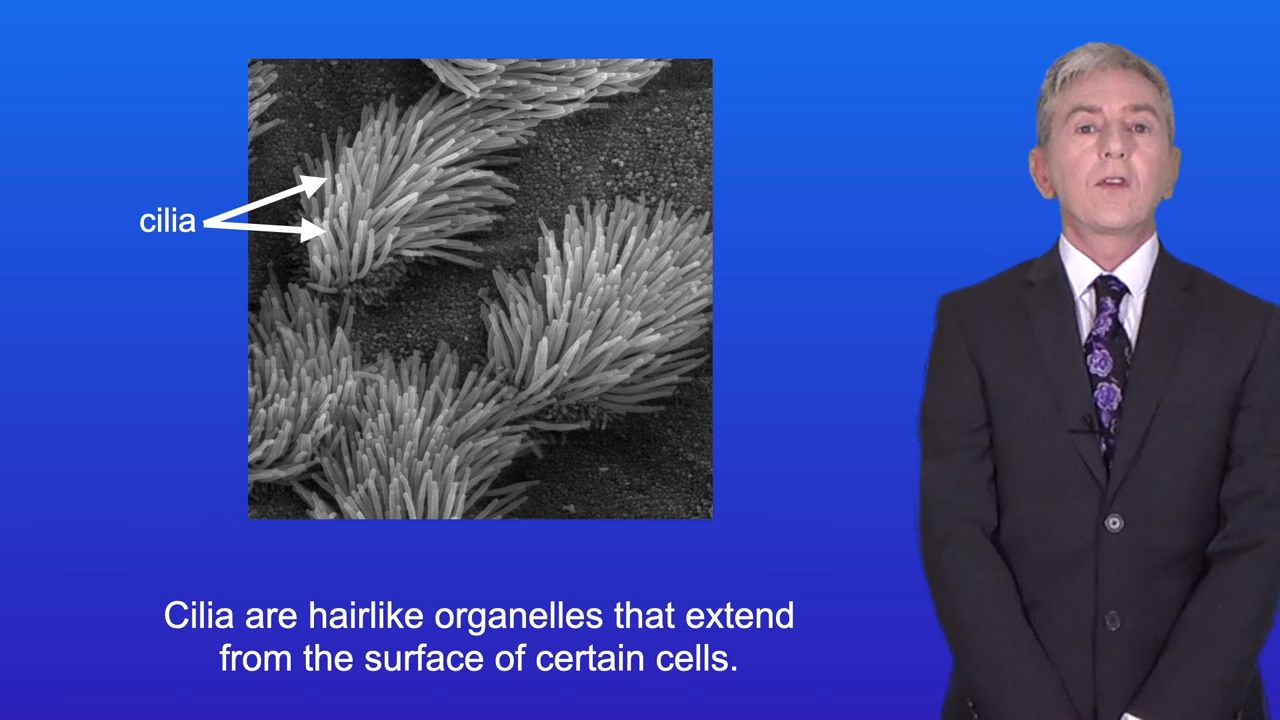 cilia
Cilia are hairlike organelles that extend
from the surface of certain cells.